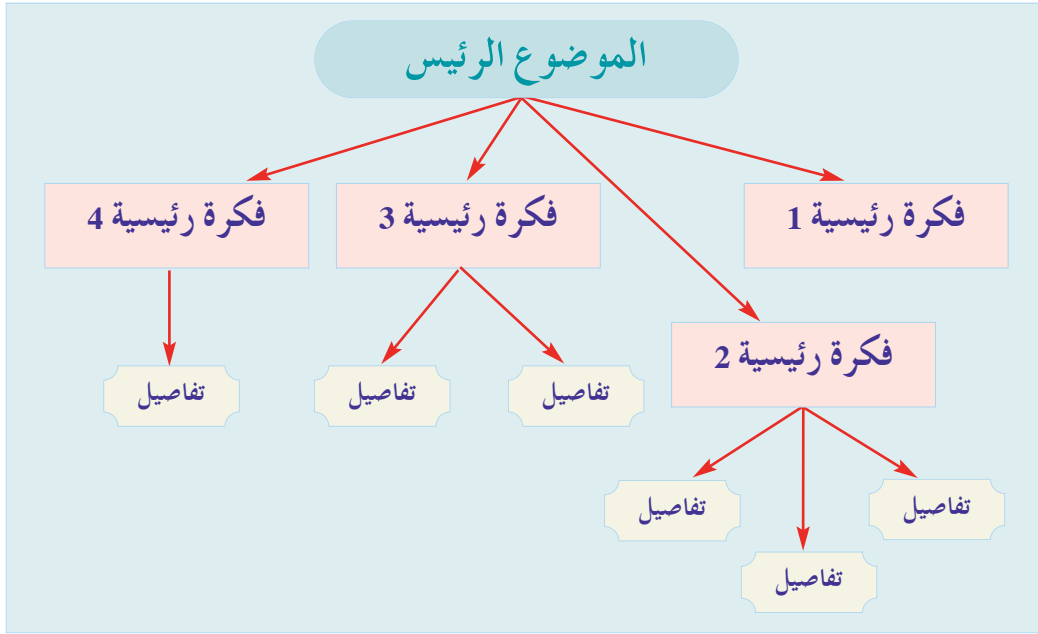 الموضوع الرئيس
فكرة رئيسية 1
فكرة رئيسية 3
فكرة رئيسية 4
فكرة رئيسية 2
تفاصيل
تفاصيل
تفاصيل
تفاصيل
تفاصيل
تفاصيل